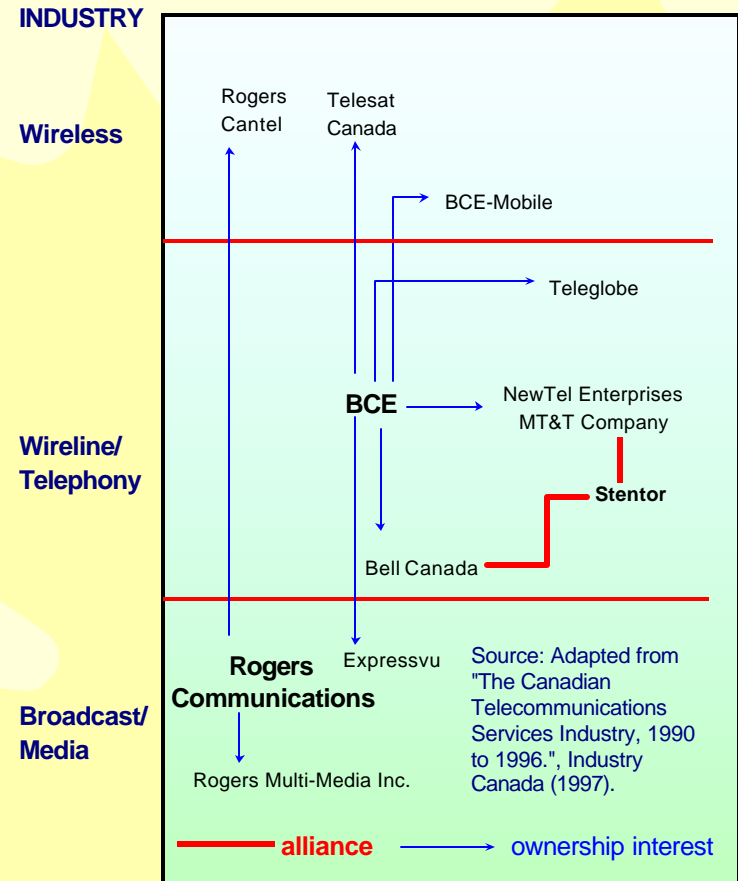 INDUSTRY
Rogers
Cantel
Telesat
Canada
Wireless
BCE-Mobile
Teleglobe
BCE
NewTel Enterprises
MT&T Company
Wireline/
Telephony
Stentor
Bell Canada
Rogers
Communications
Expressvu
Source: Adapted from
"The Canadian
Telecommunications
Services Industry, 1990
to 1996.", Industry
Canada (1997).
Broadcast/
Media
Rogers Multi-Media Inc.
alliance
ownership interest